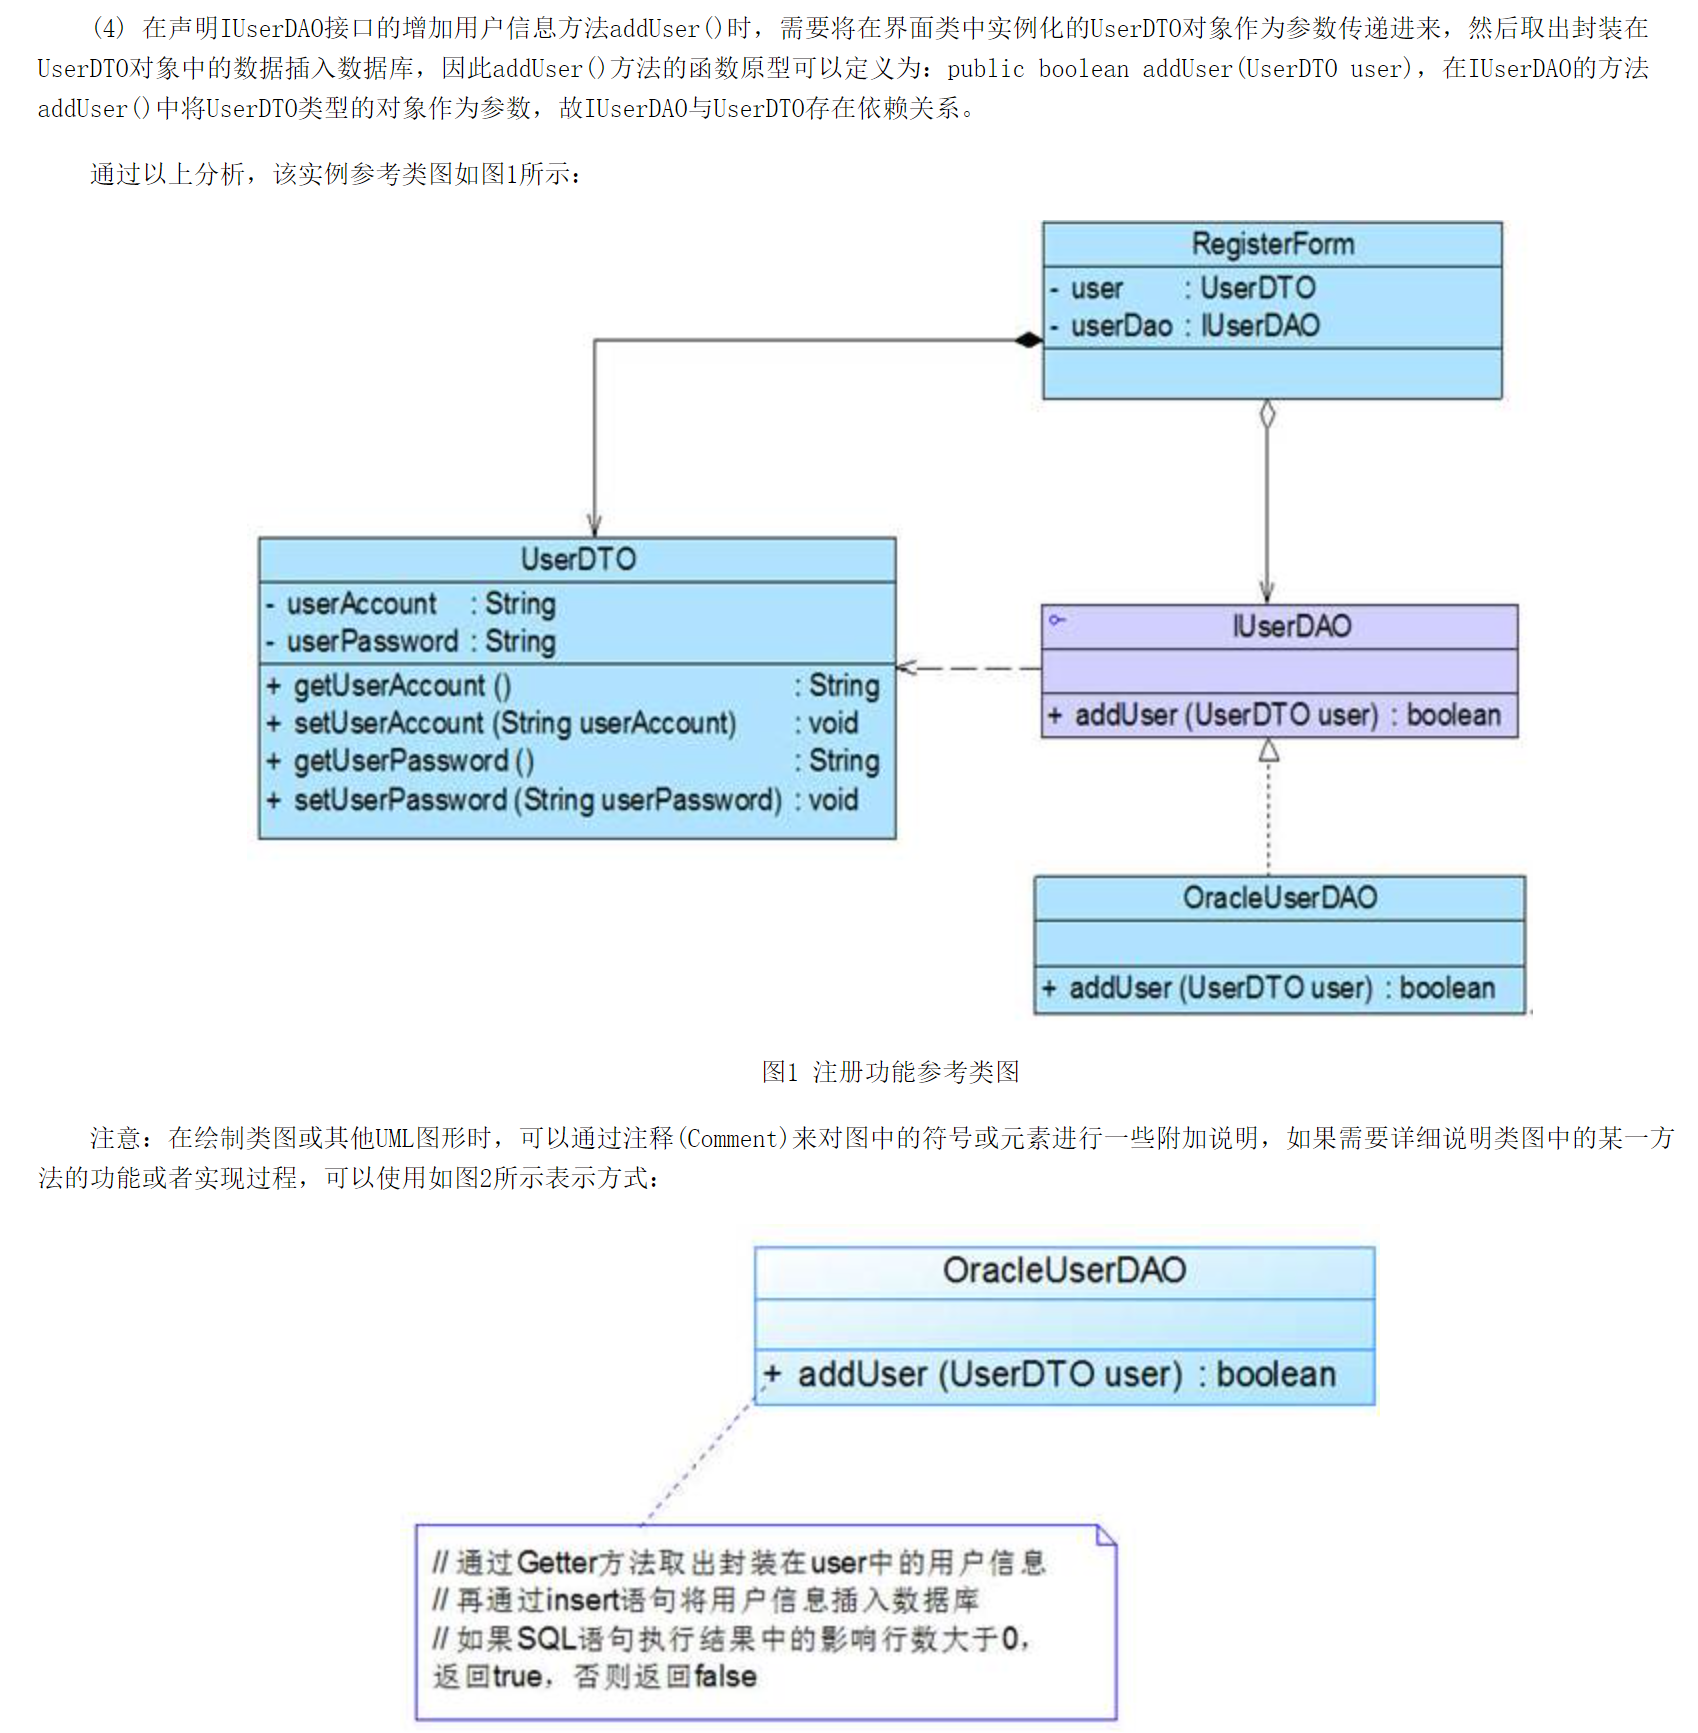 (4) 在声明IUserDAO接口的增加用户信息方法addUser()时，需要将在界面类中实例化的UserDTO对象作为参数传递进来，然后取出封装在
UserDTO对象中的数据插入数据库，因此addUser()方法的函数原型可以定义为：public boolean addUser(UserDTO user)，在IUserDAO的方法
addUser()中将UserDTO类型的对象作为参数，故IUserDAO与UserDTO存在依赖关系。
通过以上分析，该实例参考类图如图1所示：
RegisterForm
- user : UserDTO
- userDao : IUserDAO
UserDTO
- userAccount : String
- userPassword : String
+ getUserAccount () : String
+ setUserAccount (String userAccount) : void
+ getUserPassword () : String
+ setUserPassword (String userPassword) : void
IUserDAO
+ addUser (UserDTO user) : boolean
OracleUserDAO
+ addUser (UserDTO user) : boolean
图1 注册功能参考类图
注意：在绘制类图或其他UML图形时，可以通过注释(Comment)来对图中的符号或元素进行一些附加说明，如果需要详细说明类图中的某一方
法的功能或者实现过程，可以使用如图2所示表示方式：
OracleUserDAO
+ addUser (UserDTO user) : boolean
// 通过Getter方法取出封装在user中的用户信息
// 再通过insert语句将用户信息插入数据库
// 如果SQL语句执行结果中的影响行数大于0，
返回true，否则返回false